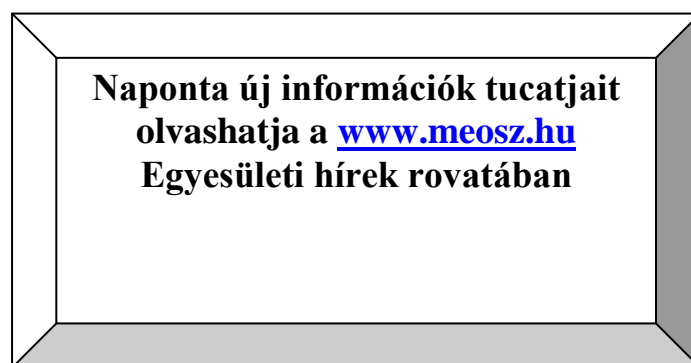 Naponta új információk tucatjait
olvashatja a www.meosz.hu
Egyesületi hírek rovatában